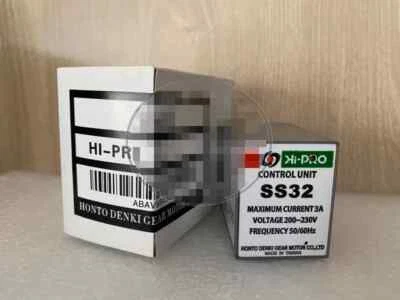 HI-PR
ABAV
HONTO DENKI GEAR MO
Hi-PRO
CONTROL UNIT
SS32
MAXIMUM CURRENT 3A
VOLTAGE 200~230V
FREQUENCY 50/60Hz
HONTO DENKI GEAR MOTOR CO.,LTD
MADE IN TAIWAN